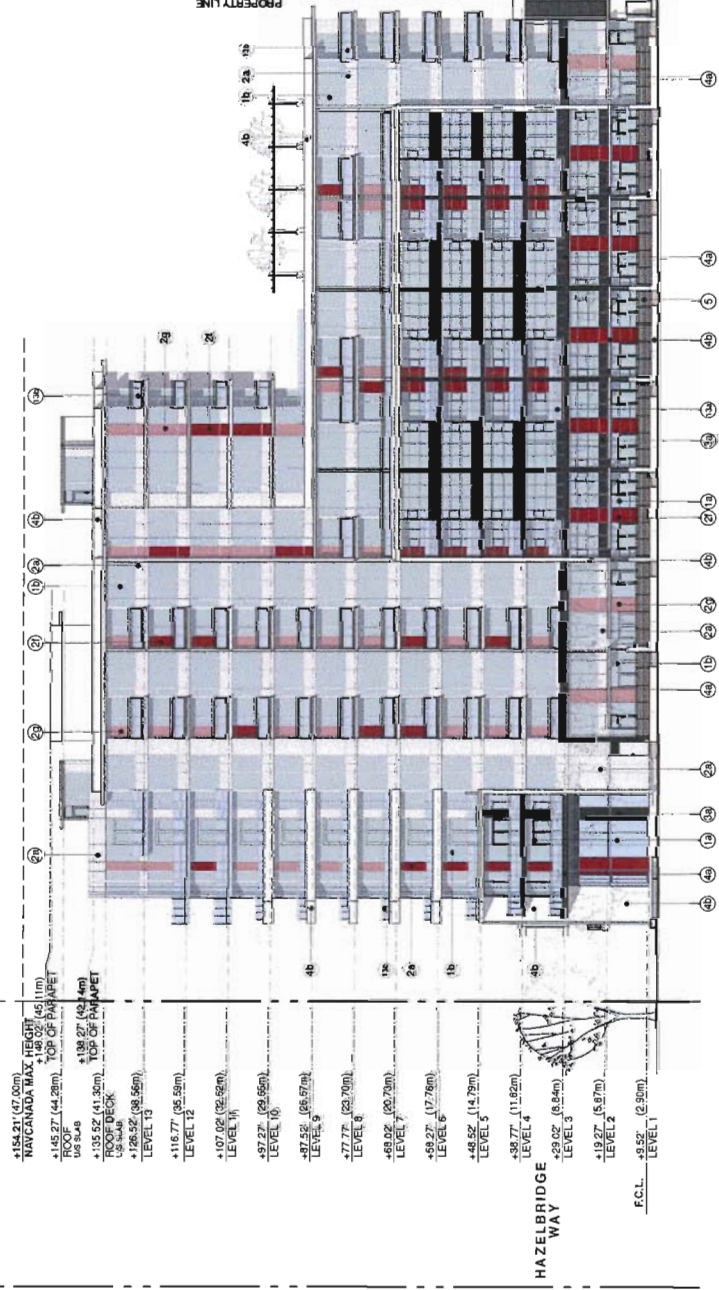 PROPERTY LINE
+154.21' (47.00m)
NAVCANADA MAX. HEIGHT
+148.02' (45.11m)
TOP OF PARAPET
+145.27' (44.28m)
ROOF
U/S SLAB
+138.27' (42.14m)
TOP OF PARAPET
+135.52' (41.30m)
ROOF DECK
U/S SLAB
+126.52' (38.56m)
LEVEL 13
+116.77' (35.59m)
LEVEL 12
+107.02' (32.62m)
LEVEL 11
+97.27' (29.65m)
LEVEL 10
+87.52' (26.67m)
LEVEL 9
+77.77' (23.70m)
LEVEL 8
+68.02' (20.73m)
LEVEL 7
+58.27' (17.76m)
LEVEL 6
+48.52' (14.79m)
LEVEL 5
+38.77' (11.82m)
LEVEL 4
+29.02' (8.84m)
LEVEL 3
+19.27' (5.87m)
LEVEL 2
F.C.L. +9.52' (2.90m)
LEVEL 1
HAZELBRIDGE
WAY
2g
2f
1b
2a
4b
2g
2f
4b
1b
2a
4b
2a
1b
4b
4b
4a
1a
3a
2a
4a
1b
2a
2g
4b
2f
1a
3a
4b
5
4a
4a